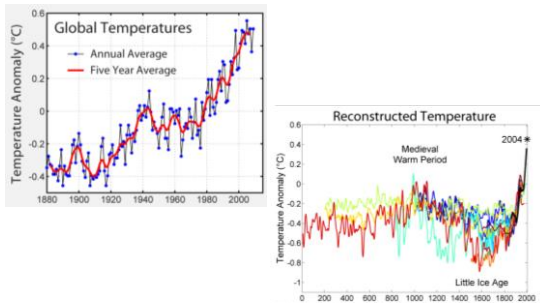 Global Temperatures
Annual Average
Five Year Average
Temperature Anomaly (°C)
0.6
0.4
0.2
0
-0.2
-0.4
1880 1900 1920 1940 1960 1980 2000
Reconstructed Temperature
2004 *
Medieval
Warm Period
Little Ice Age
Temperature Anomaly (°C)
0.6
0.4
0.2
0
-0.2
-0.4
-0.6
-0.8
-1
0 200 400 600 800 1000 1200 1400 1600 1800 2000